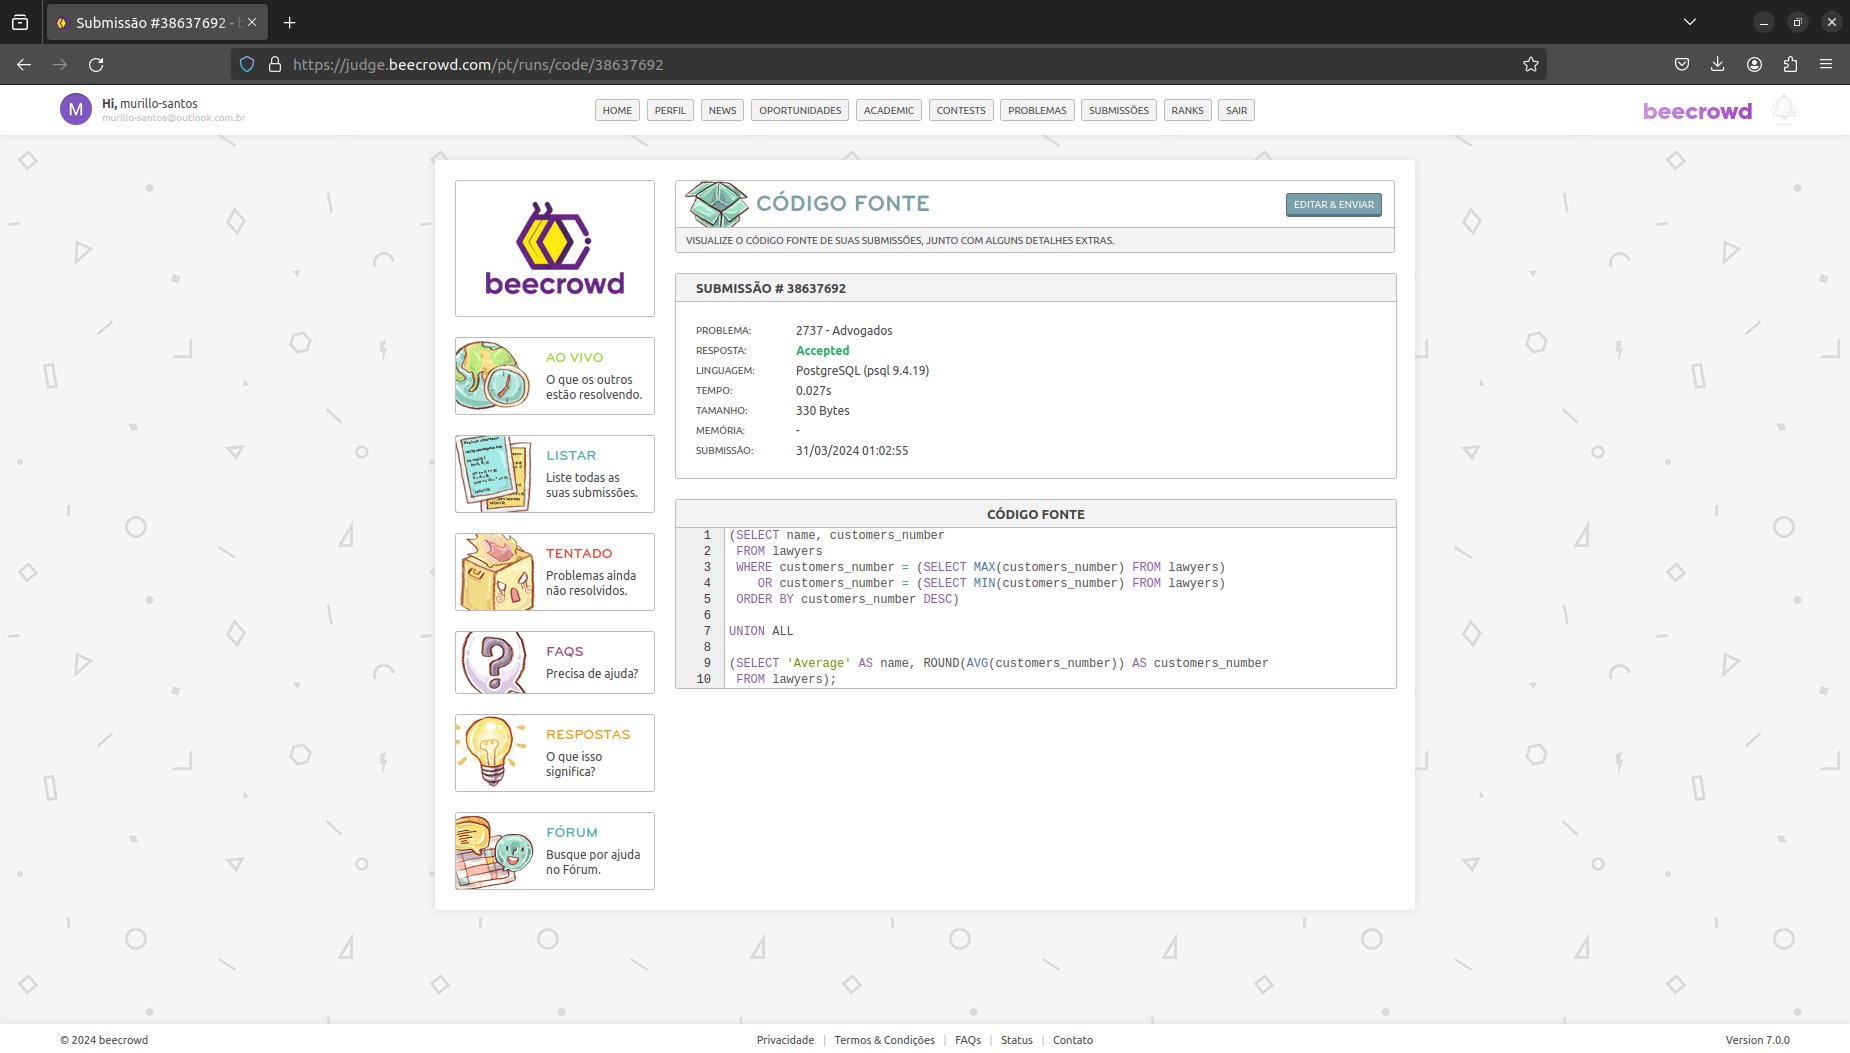 Submissão #38637692 - b
https://judge.beecrowd.com/pt/runs/code/38637692
M
Hi, murillo-santos
murillo-santos@outlook.com.br
HOME
PERFIL
NEWS
OPORTUNIDADES
ACADEMIC
CONTESTS
PROBLEMAS
SUBMISSÕES
RANKS
SAIR
beecrowd
beecrowd
AO VIVO
O que os outros
estão resolvendo.
LISTAR
Liste todas as
suas submissões.
TENTADO
Problemas ainda
não resolvidos.
FAQS
Precisa de ajuda?
RESPOSTAS
O que isso
significa?
FÓRUM
Busque por ajuda
no Fórum.
CÓDIGO FONTE
EDITAR & ENVIAR
VISUALIZE O CÓDIGO FONTE DE SUAS SUBMISSÕES, JUNTO COM ALGUNS DETALHES EXTRAS.
SUBMISSÃO # 38637692
PROBLEMA: 2737 - Advogados
RESPOSTA: Accepted
LINGUAGEM: PostgreSQL (psql 9.4.19)
TEMPO: 0.027s
TAMANHO: 330 Bytes
MEMÓRIA: -
SUBMISSÃO: 31/03/2024 01:02:55
CÓDIGO FONTE
1 (SELECT name, customers_number
2 FROM lawyers
3 WHERE customers_number = (SELECT MAX(customers_number) FROM lawyers)
4 OR customers_number = (SELECT MIN(customers_number) FROM lawyers)
5 ORDER BY customers_number DESC)
6
7 UNION ALL
8
9 (SELECT 'Average' AS name, ROUND(AVG(customers_number)) AS customers_number
10 FROM lawyers);
© 2024 beecrowd
Privacidade | Termos & Condições | FAQs | Status | Contato
Version 7.0.0